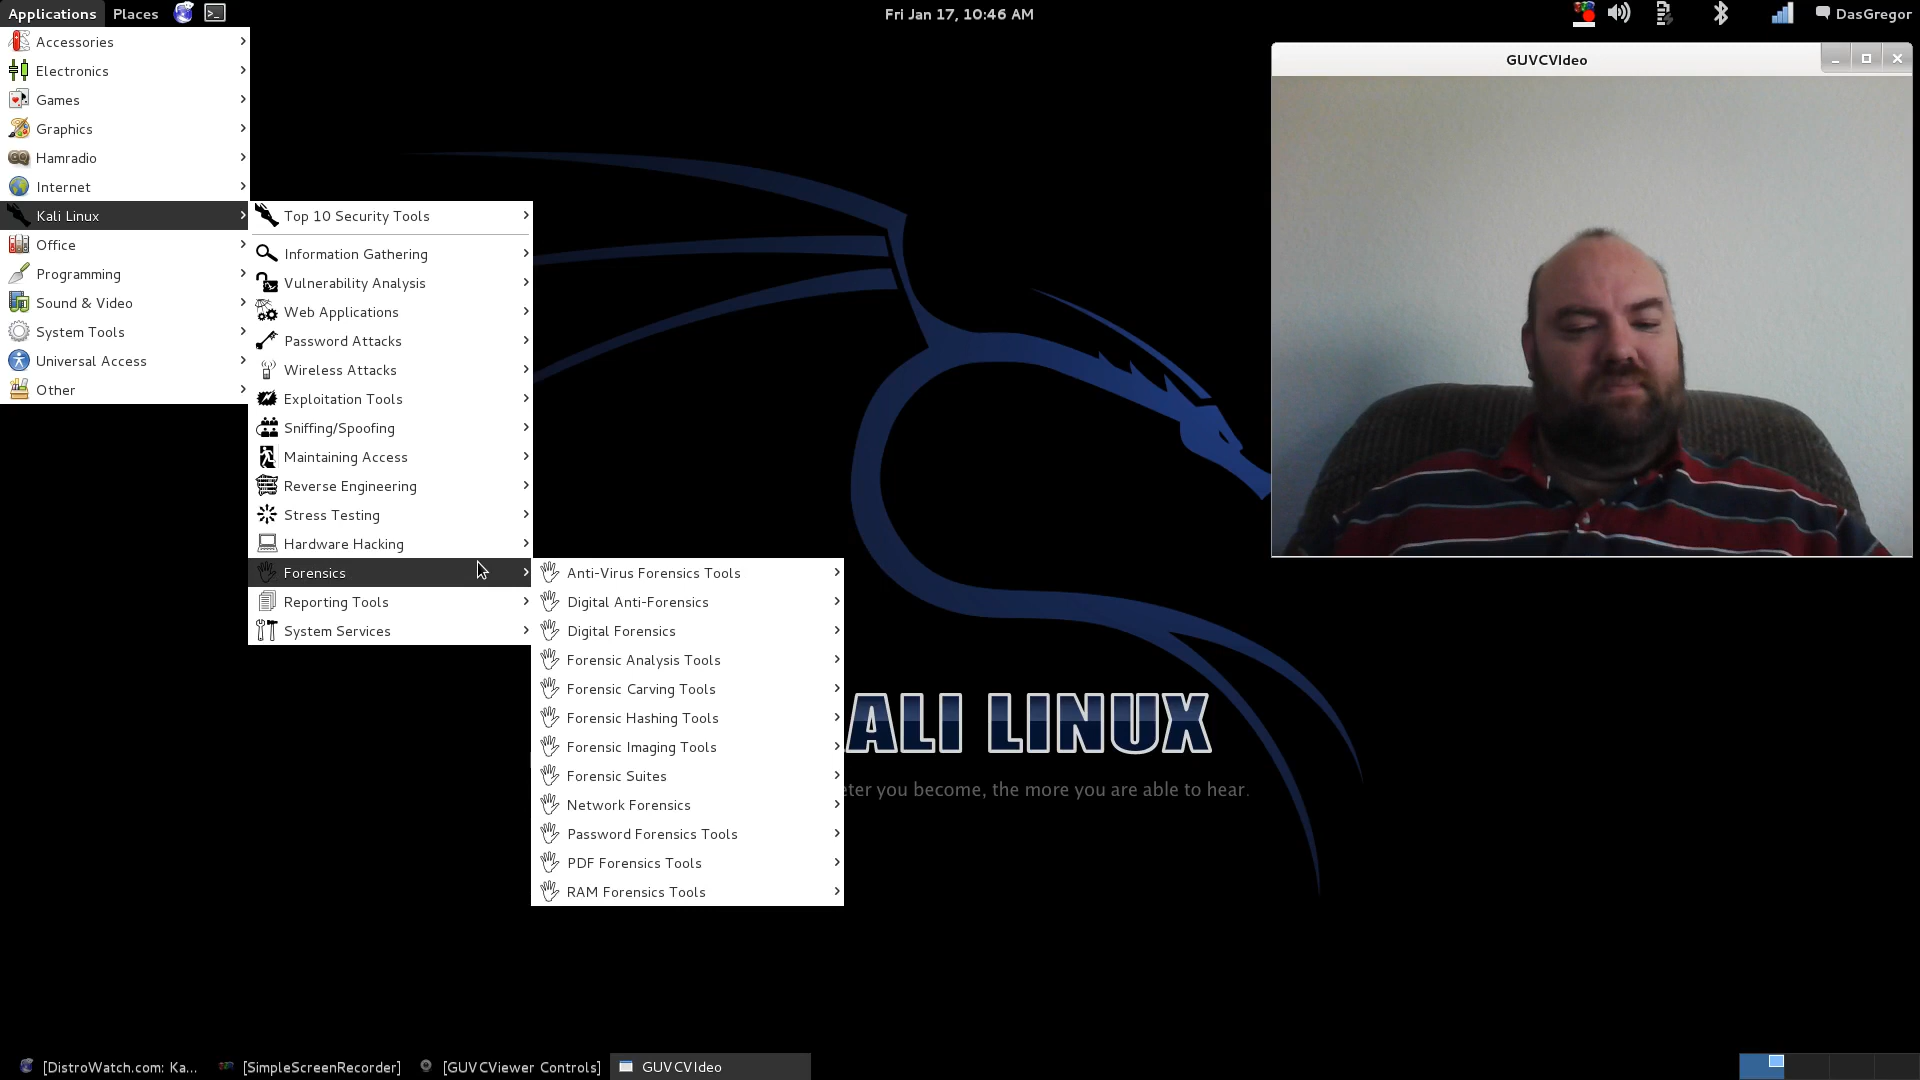 Applications Places Fri Jan 17, 10:46 AM DasGregor
Accessories
Electronics
Games
Graphics
Hamradio
Internet
Kali Linux
Office
Programming
Sound & Video
System Tools
Universal Access
Other
Top 10 Security Tools
Information Gathering
Vulnerability Analysis
Web Applications
Password Attacks
Wireless Attacks
Exploitation Tools
Sniffing/Spoofing
Maintaining Access
Reverse Engineering
Stress Testing
Hardware Hacking
Forensics
Reporting Tools
System Services
Anti-Virus Forensics Tools
Digital Anti-Forensics
Digital Forensics
Forensic Analysis Tools
Forensic Carving Tools
Forensic Hashing Tools
Forensic Imaging Tools
Forensic Suites
Network Forensics
Password Forensics Tools
PDF Forensics Tools
RAM Forensics Tools
GUVCVIdeo
ALI LINUX
eter you become, the more you are able to hear.
[DistroWatch.com: Ka... [SimpleScreenRecorder] [GUVCViewer Controls] GUVCVIdeo